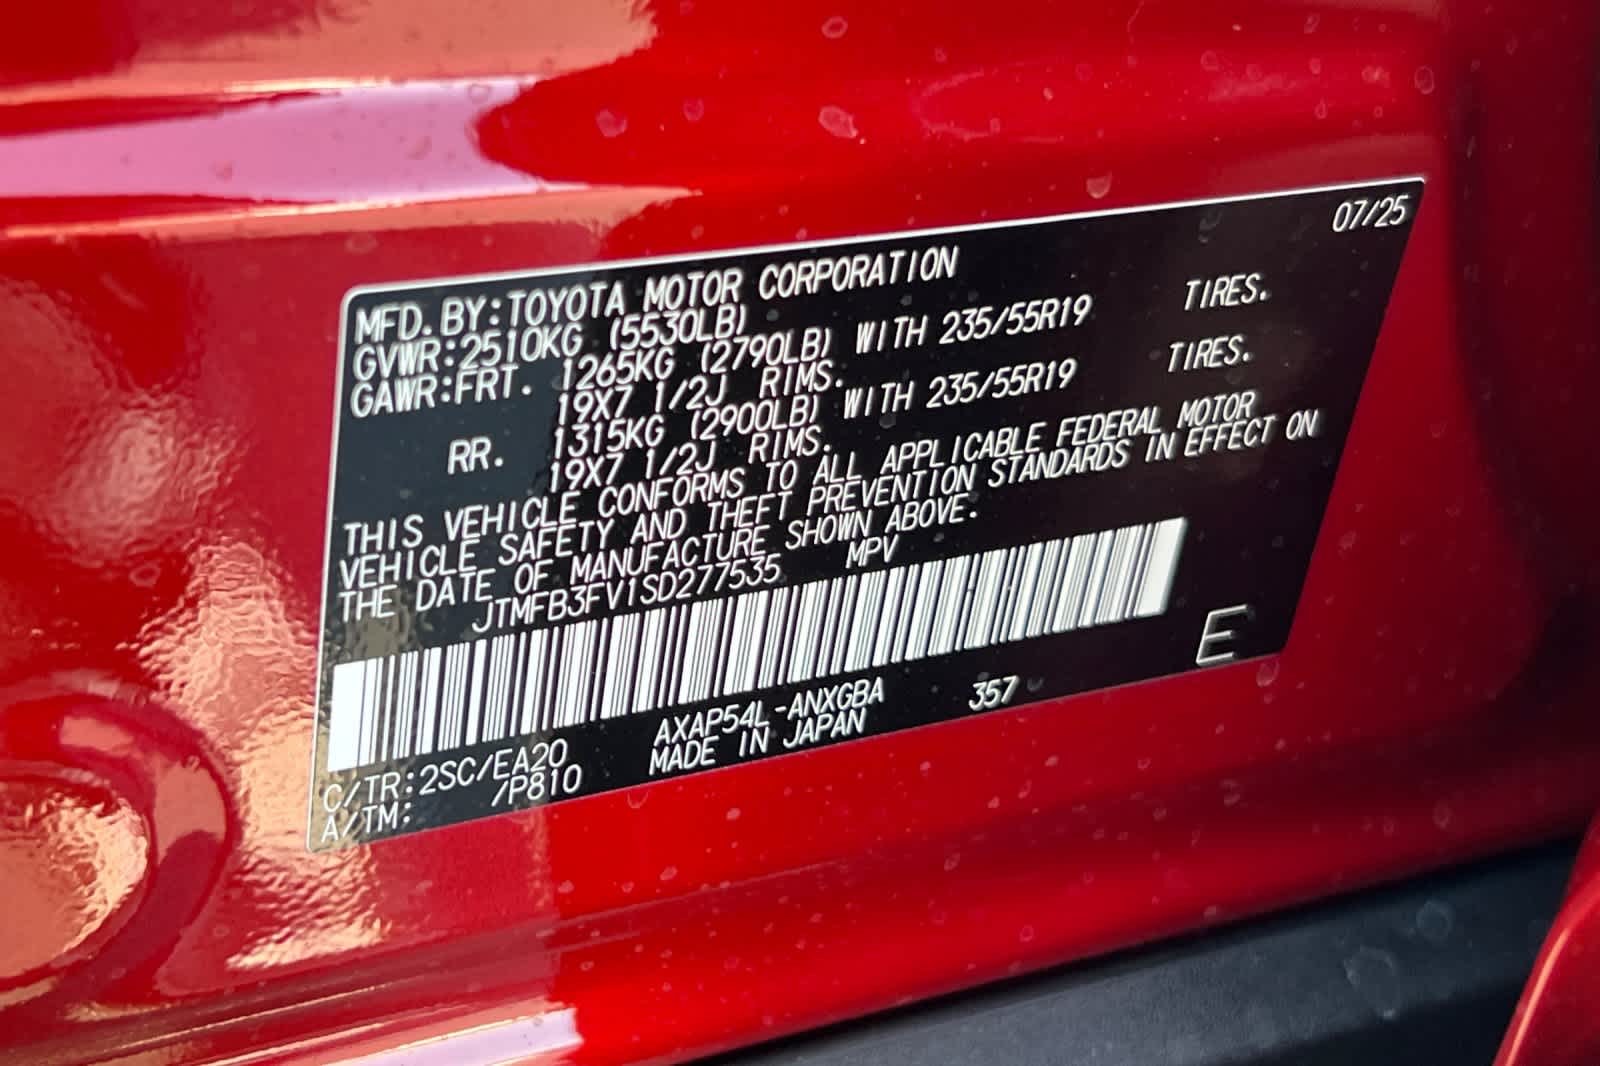 07/25
MFD. BY:TOYOTA MOTOR CORPORATION
GVWR:2510KG (5530LB)
GAWR:FRT. 1265KG (2790LB) WITH 235/55R19 TIRES.
19X7 1/2J RIMS.
RR. 1315KG (2900LB) WITH 235/55R19 TIRES.
19X7 1/2J RIMS.
THIS VEHICLE CONFORMS TO ALL APPLICABLE FEDERAL MOTOR
VEHICLE SAFETY AND THEFT PREVENTION STANDARDS IN EFFECT ON
THE DATE OF MANUFACTURE SHOWN ABOVE.
JTMFB3FV1SD277535 MPV
E
AXAP54L-ANXGBA 357
C/TR:2SC/EA20 MADE IN JAPAN
A/TM: /P810